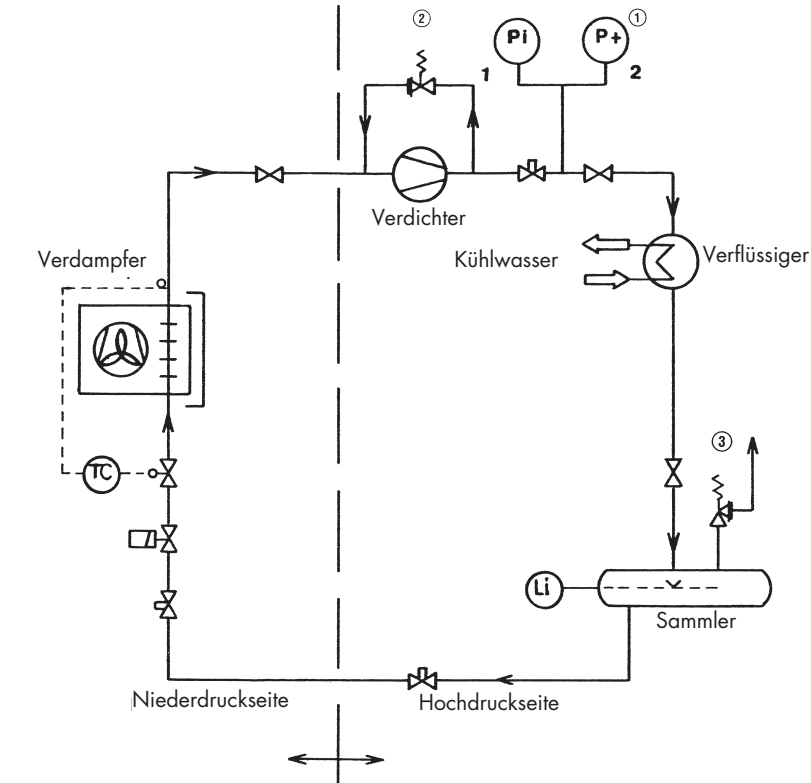 ②
①
Pi
P+
1
2
Verdichter
Verdampfer
Kühlwasser
Verflüssiger
TC
③
Li
Sammler
Niederdruckseite
Hochdruckseite